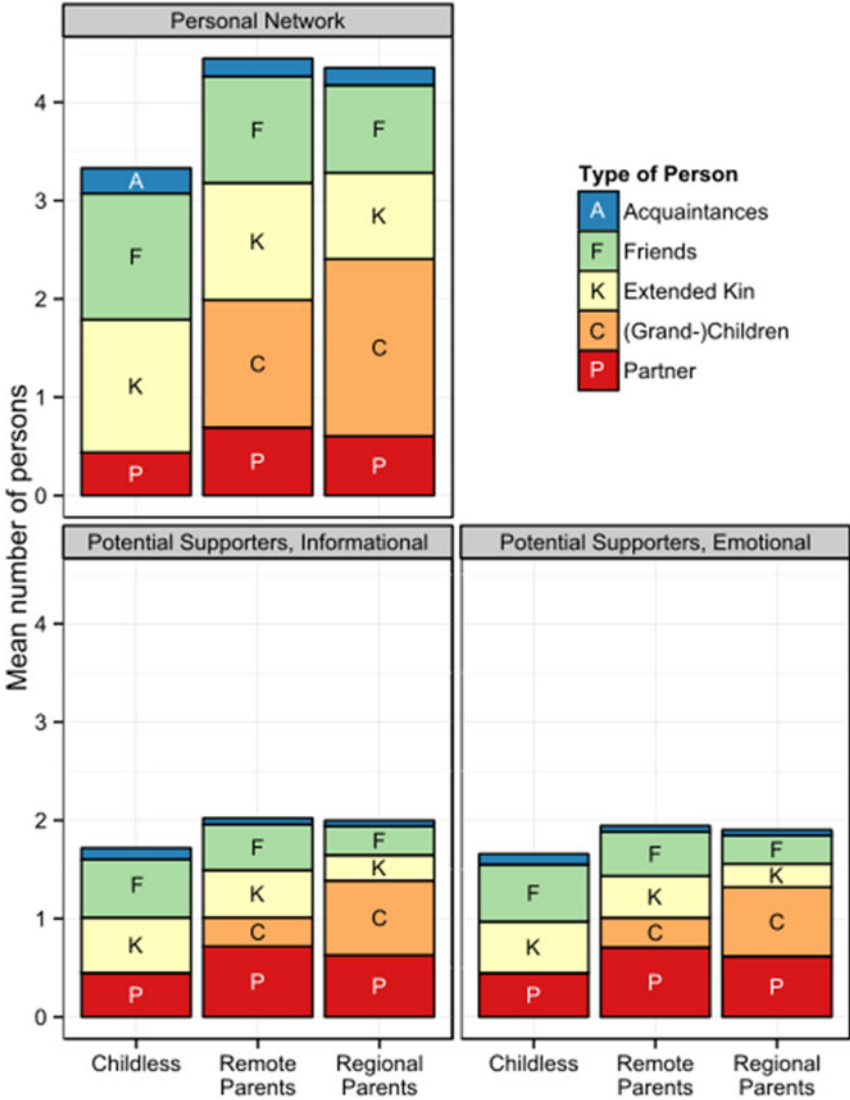 Personal Network
4
3
2
1
0
A
F
K
P
F
K
C
P
F
K
C
P
Type of Person
A Acquaintances
F Friends
K Extended Kin
C (Grand-)Children
P Partner
Mean number of persons
Potential Supporters, Informational
Potential Supporters, Emotional
4
3
2
1
0
F
K
P
F
K
C
P
F
K
C
P
F
K
P
F
K
C
P
F
K
C
P
Childless
Remote
Parents
Regional
Parents
Childless
Remote
Parents
Regional
Parents